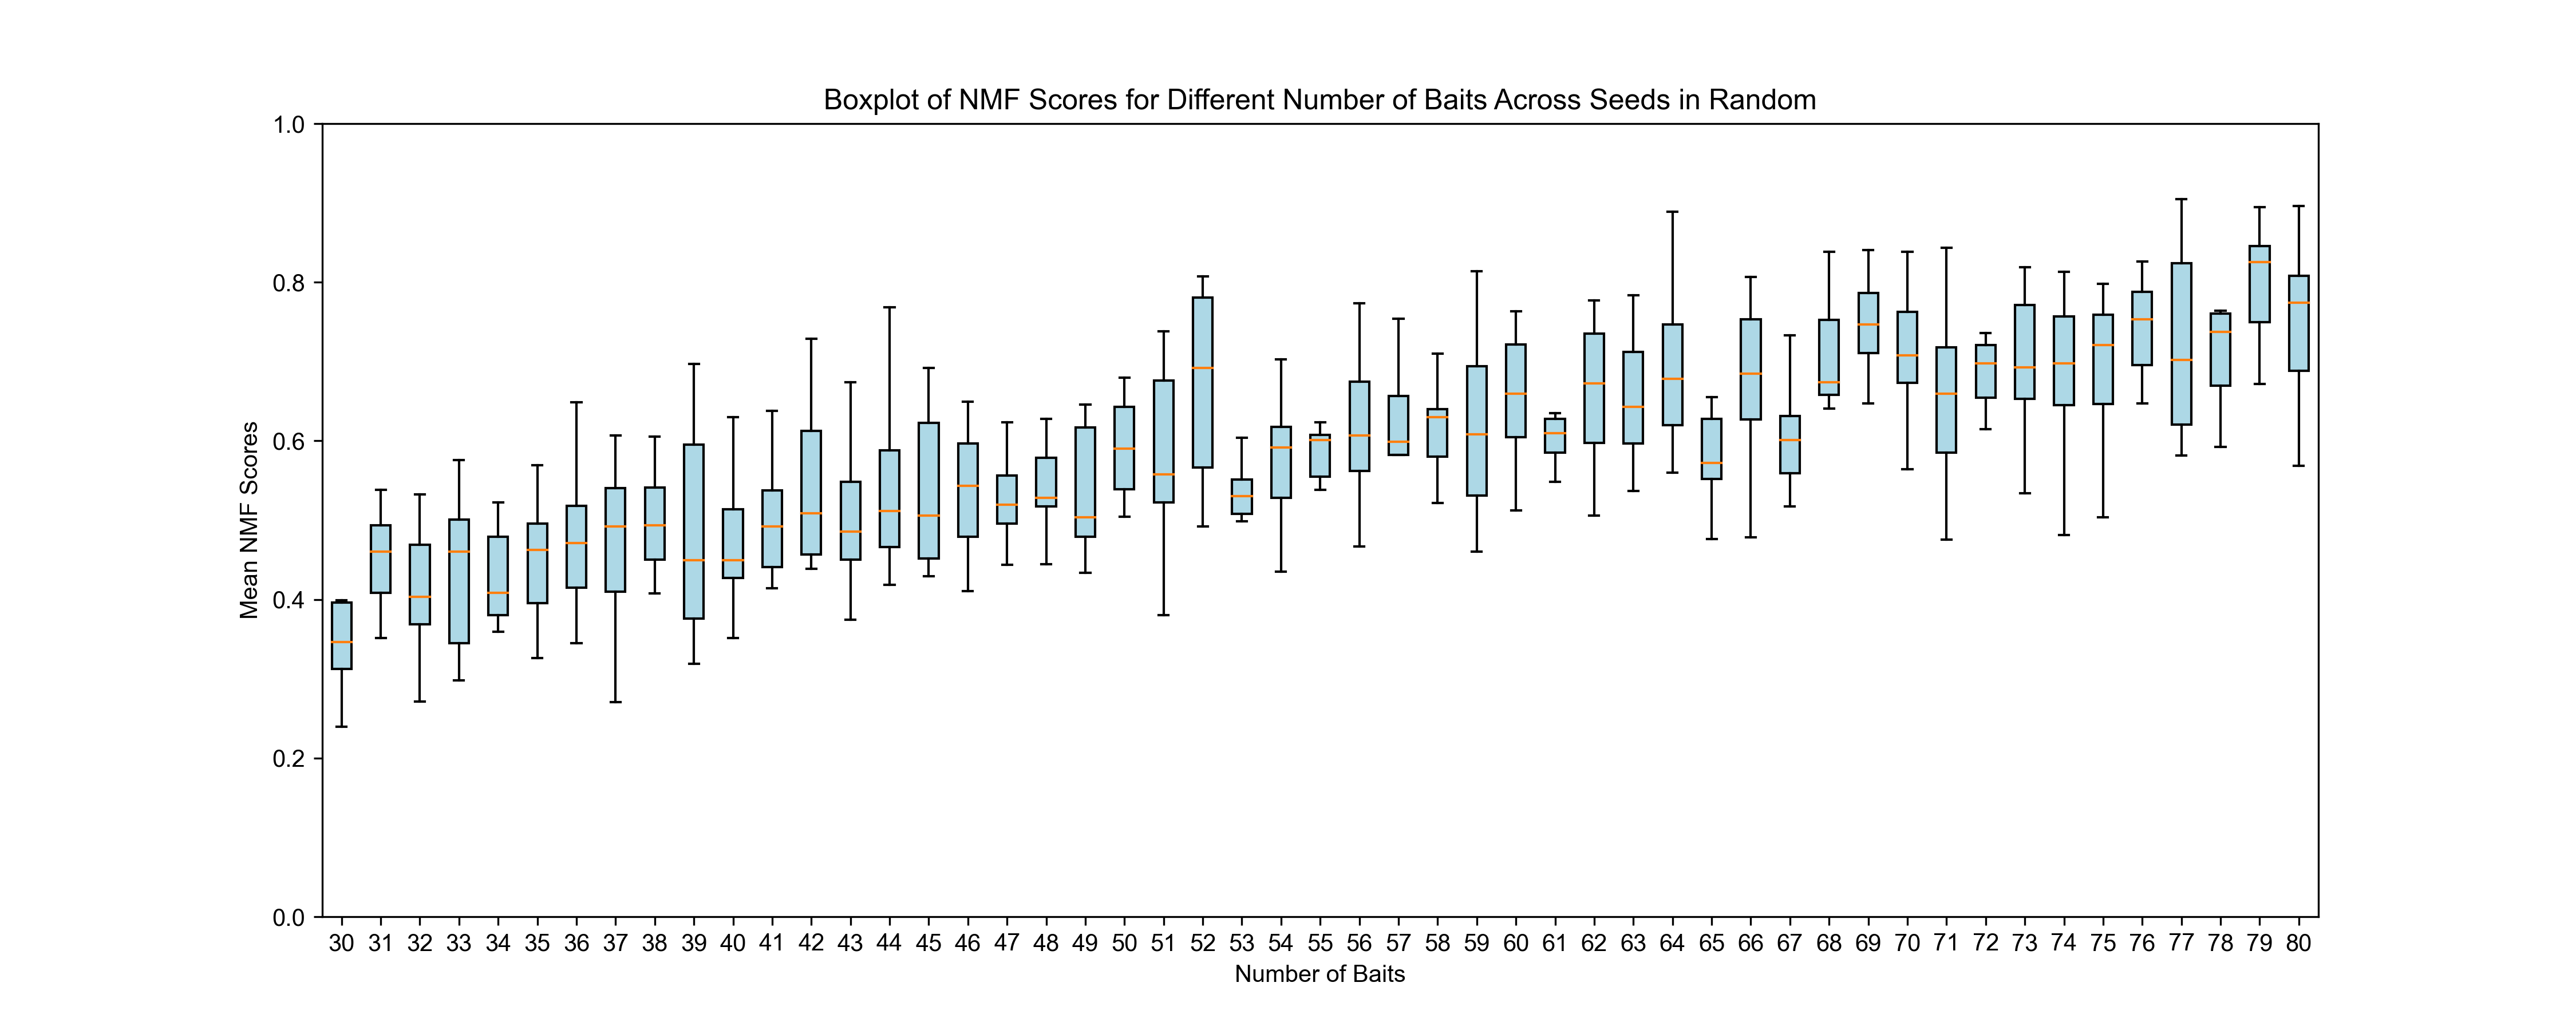 Boxplot of NMF Scores for Different Number of Baits Across Seeds in Random
1.0
0.8
0.6
0.4
0.2
0.0
Mean NMF Scores
30 31 32 33 34 35 36 37 38 39 40 41 42 43 44 45 46 47 48 49 50 51 52 53 54 55 56 57 58 59 60 61 62 63 64 65 66 67 68 69 70 71 72 73 74 75 76 77 78 79 80
Number of Baits